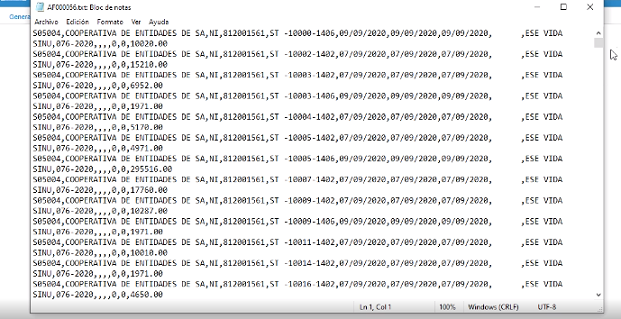 Genera
AF000056.txt: Bloc de notas
Archivo Edición Formato Ver Ayuda
S05004,COOPERATIVA DE ENTIDADES DE SA,NI,812001561,ST -10000-1406,09/09/2020,09/09/2020,09/09/2020, ,ESE VIDA
SINU,076-2020,,,,0,0,10020.00
S05004,COOPERATIVA DE ENTIDADES DE SA,NI,812001561,ST -10002-1402,07/09/2020,07/09/2020,07/09/2020, ,ESE VIDA
SINU,076-2020,,,,0,0,15210.00
S05004,COOPERATIVA DE ENTIDADES DE SA,NI,812001561,ST -10003-1402,07/09/2020,07/09/2020,07/09/2020, ,ESE VIDA
SINU,076-2020,,,,0,0,6952.00
S05004,COOPERATIVA DE ENTIDADES DE SA,NI,812001561,ST -10003-1406,09/09/2020,09/09/2020,09/09/2020, ,ESE VIDA
SINU,076-2020,,,,0,0,1971.00
S05004,COOPERATIVA DE ENTIDADES DE SA,NI,812001561,ST -10004-1402,07/09/2020,07/09/2020,07/09/2020, ,ESE VIDA
SINU,076-2020,,,,0,0,5170.00
S05004,COOPERATIVA DE ENTIDADES DE SA,NI,812001561,ST -10005-1402,07/09/2020,07/09/2020,07/09/2020, ,ESE VIDA
SINU,076-2020,,,,0,0,4971.00
S05004,COOPERATIVA DE ENTIDADES DE SA,NI,812001561,ST -10005-1406,09/09/2020,09/09/2020,09/09/2020, ,ESE VIDA
SINU,076-2020,,,,0,0,295516.00
S05004,COOPERATIVA DE ENTIDADES DE SA,NI,812001561,ST -10007-1402,07/09/2020,07/09/2020,07/09/2020, ,ESE VIDA
SINU,076-2020,,,,0,0,17760.00
S05004,COOPERATIVA DE ENTIDADES DE SA,NI,812001561,ST -10009-1402,07/09/2020,07/09/2020,07/09/2020, ,ESE VIDA
SINU,076-2020,,,,0,0,10287.00
S05004,COOPERATIVA DE ENTIDADES DE SA,NI,812001561,ST -10009-1406,09/09/2020,09/09/2020,09/09/2020, ,ESE VIDA
SINU,076-2020,,,,0,0,1971.00
S05004,COOPERATIVA DE ENTIDADES DE SA,NI,812001561,ST -10011-1402,07/09/2020,07/09/2020,07/09/2020, ,ESE VIDA
SINU,076-2020,,,,0,0,10010.00
S05004,COOPERATIVA DE ENTIDADES DE SA,NI,812001561,ST -10014-1402,07/09/2020,07/09/2020,07/09/2020, ,ESE VIDA
SINU,076-2020,,,,0,0,1971.00
S05004,COOPERATIVA DE ENTIDADES DE SA,NI,812001561,ST -10016-1402,07/09/2020,07/09/2020,07/09/2020, ,ESE VIDA
SINU,076-2020,,,,0,0,4650.00
Ln 1, Col 1 100% Windows (CRLF) UTF-8